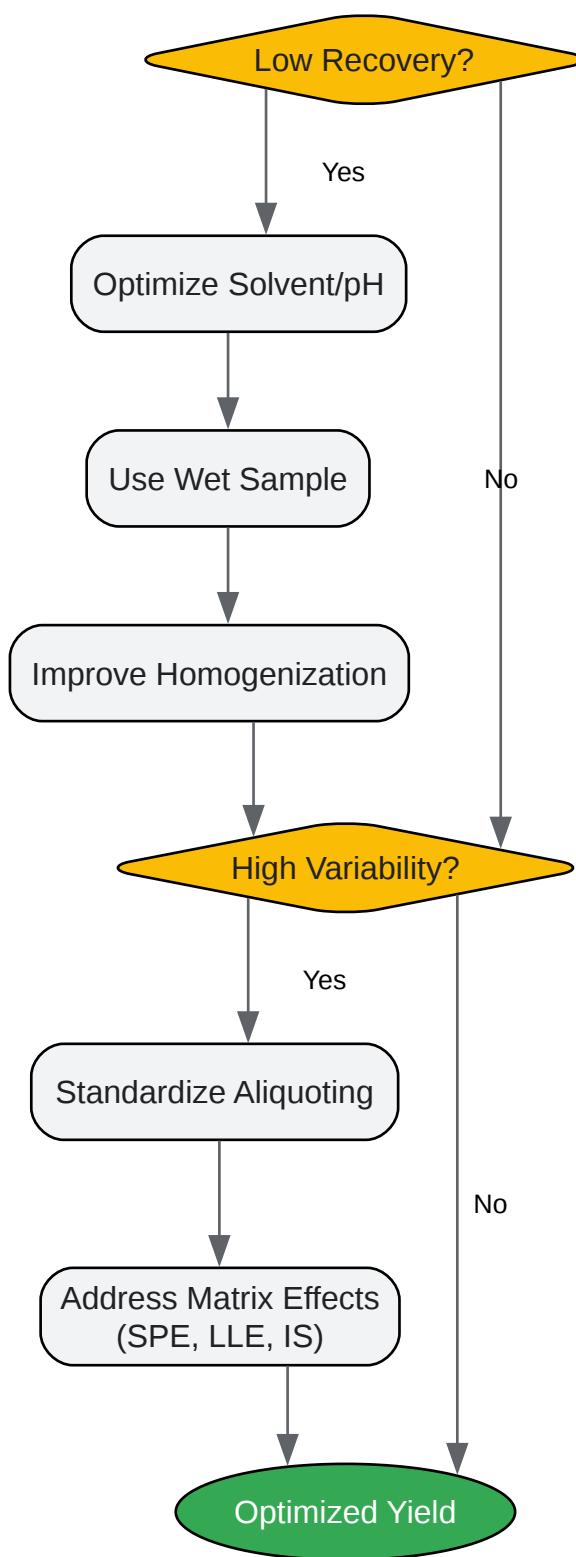 Low Recovery?
Yes
Optimize Solvent/pH
Use Wet Sample
No
Improve Homogenization
High Variability?
Yes
Standardize Aliquoting
No
Address Matrix Effects
(SPE, LLE, IS)
Optimized Yield